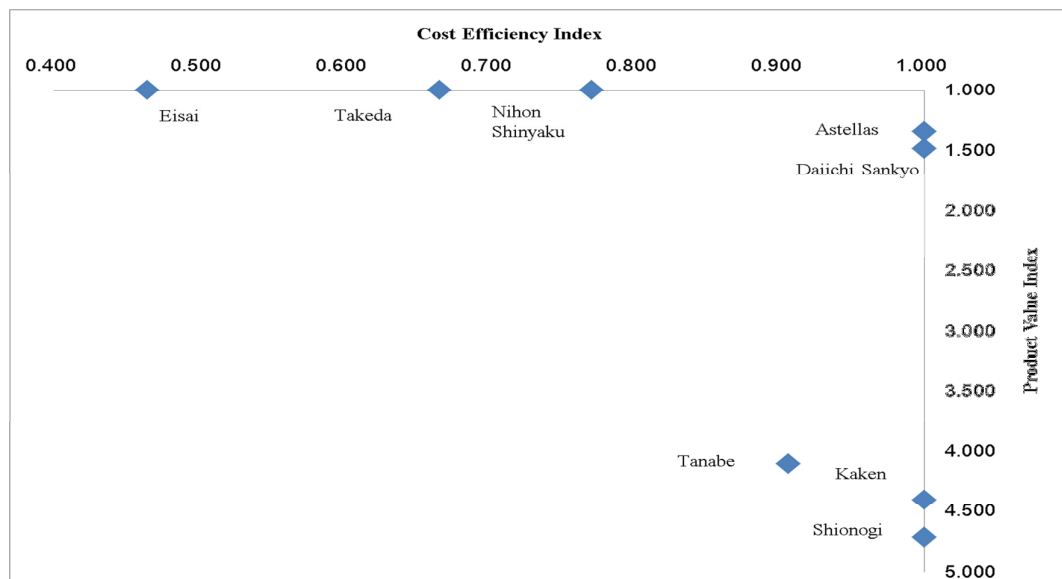 Cost Efficiency Index
0.400 0.500 0.600 0.700 0.800 0.900 1.000
1.000
Eisai Takeda Nihon
Shinyaku
Astellas
1.500
Daiichi Sankyo
2.000
2.500
3.000
Product Value Index
3.500
4.000
Tanabe
Kaken
4.500
Shionogi
5.000